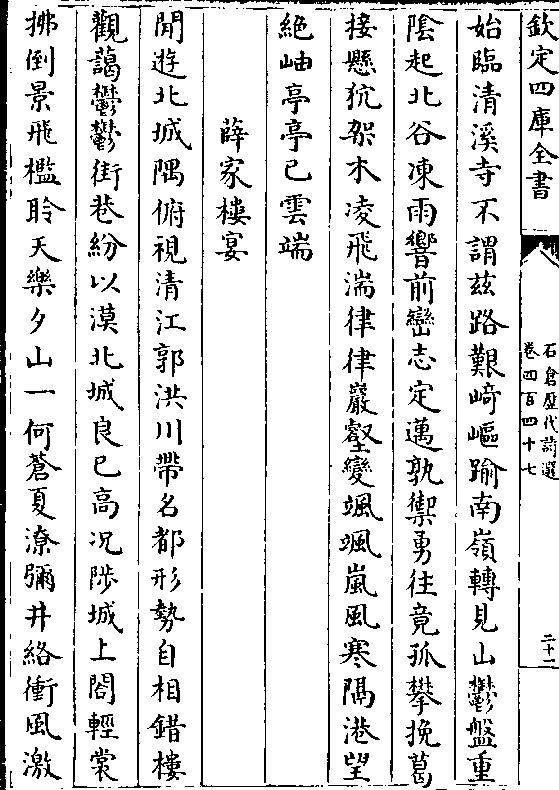 欽定四庫全書
石倉歷代詩選
卷四百四十七
二十二
始臨清溪寺不謂茲路艱﨑嶇踰南嶺轉見山鬱盤重
陰起北谷凍雨響前巒志定邁孰禦勇往竟孤攀挽葛
接懸㹜架木凌飛湍律律巖壑變颯颯嵐風寒隔港望
絶岫亭亭已雲端
薛家樓宴
閒遊北城隅俯視清江郭洪川帶名都形勢自相錯樓
觀藹鬱鬱街巷紛以漠北城良已高况陟城上閣輕裳
拂倒景飛檻聆天樂夕山一何蒼夏潦彌井絡衝風激